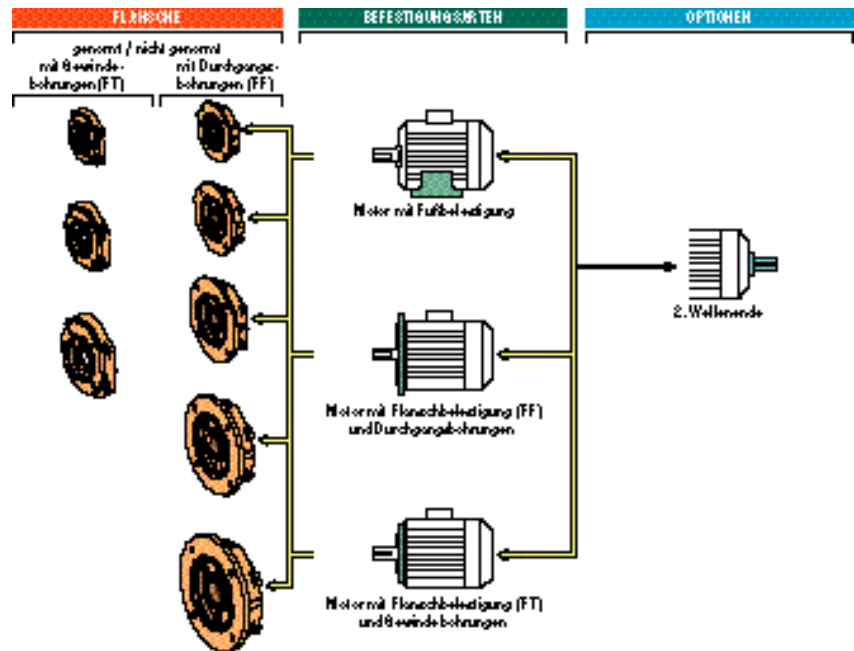 FLANSCHE
BEFESTIGUNGSARTEN
OPTIONEN
genormt / nicht genormt
mit Gewinde-
bohrungen (FT)
mit Durchgangs-
bohrungen (FF)
Motor mit Fußbefestigung
2. Wellenende
Motor mit Flanschbefestigung (FF)
und Durchgangsbohrungen
Motor mit Flanschbefestigung (FT)
und Gewindebohrungen